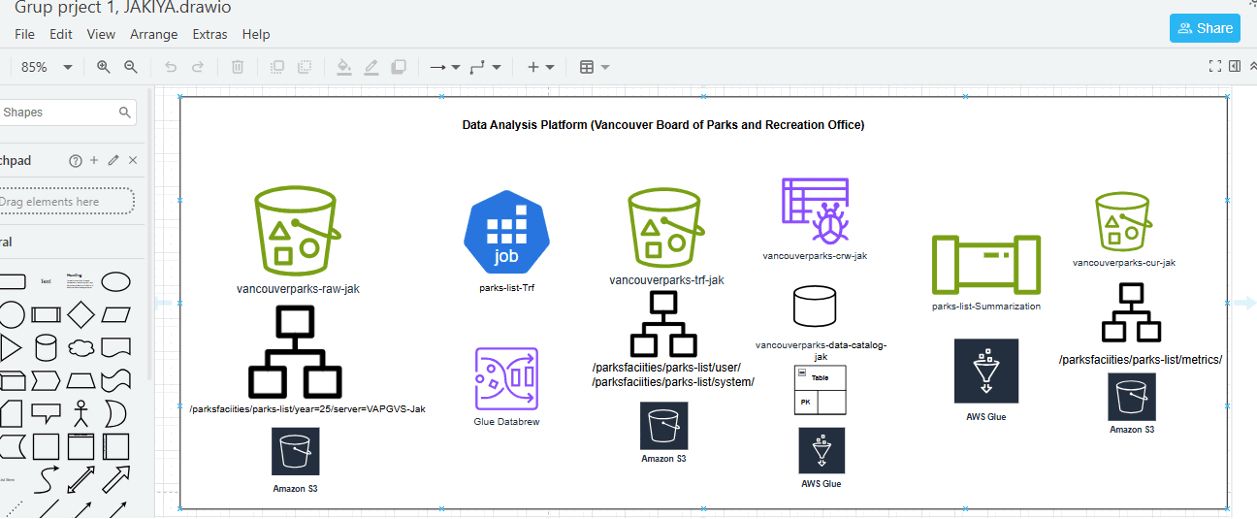 Grup prject 1, JAKIYA.drawio
File Edit View Arrange Extras Help
Share
85%
Shapes
chpad
Drag elements here
ral
Data Analysis Platform (Vancouver Board of Parks and Recreation Office)
vancouverparks-raw-jak
/parksfaciities/parks-list/year=25/server=VAPGVS-Jak
Amazon S3
job
parks-list-Trf
Glue Databrew
vancouverparks-trf-jak
/parksfaciities/parks-list/user/
/parksfaciities/parks-list/system/
Amazon S3
vancouverparks-crw-jak
vancouverparks-data-catalog-
jak
Table
PK
AWS Glue
parks-list-Summarization
AWS Glue
vancouverparks-cur-jak
/parksfaciities/parks-list/metrics/
Amazon S3